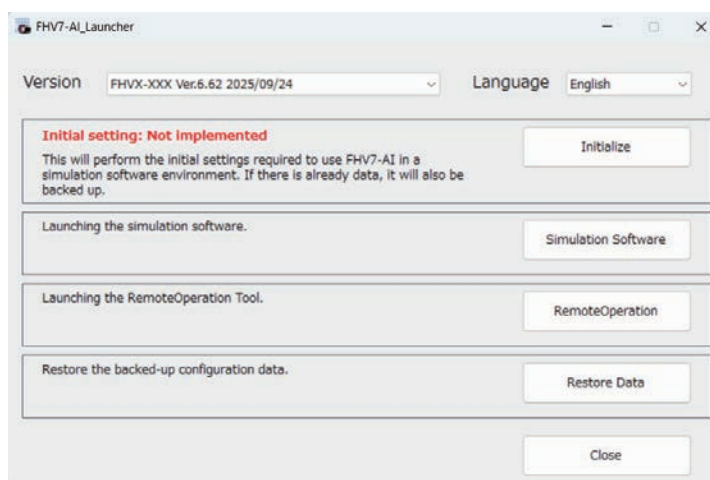 FHV7-AI_Launcher
Version FHVX-XXX Ver.6.62 2025/09/24 Language English
Initial setting: Not implemented
This will perform the initial settings required to use FHV7-AI in a
simulation software environment. If there is already data, it will also be
backed up.
Initialize
Launching the simulation software.
Simulation Software
Launching the RemoteOperation Tool.
RemoteOperation
Restore the backed-up configuration data.
Restore Data
Close